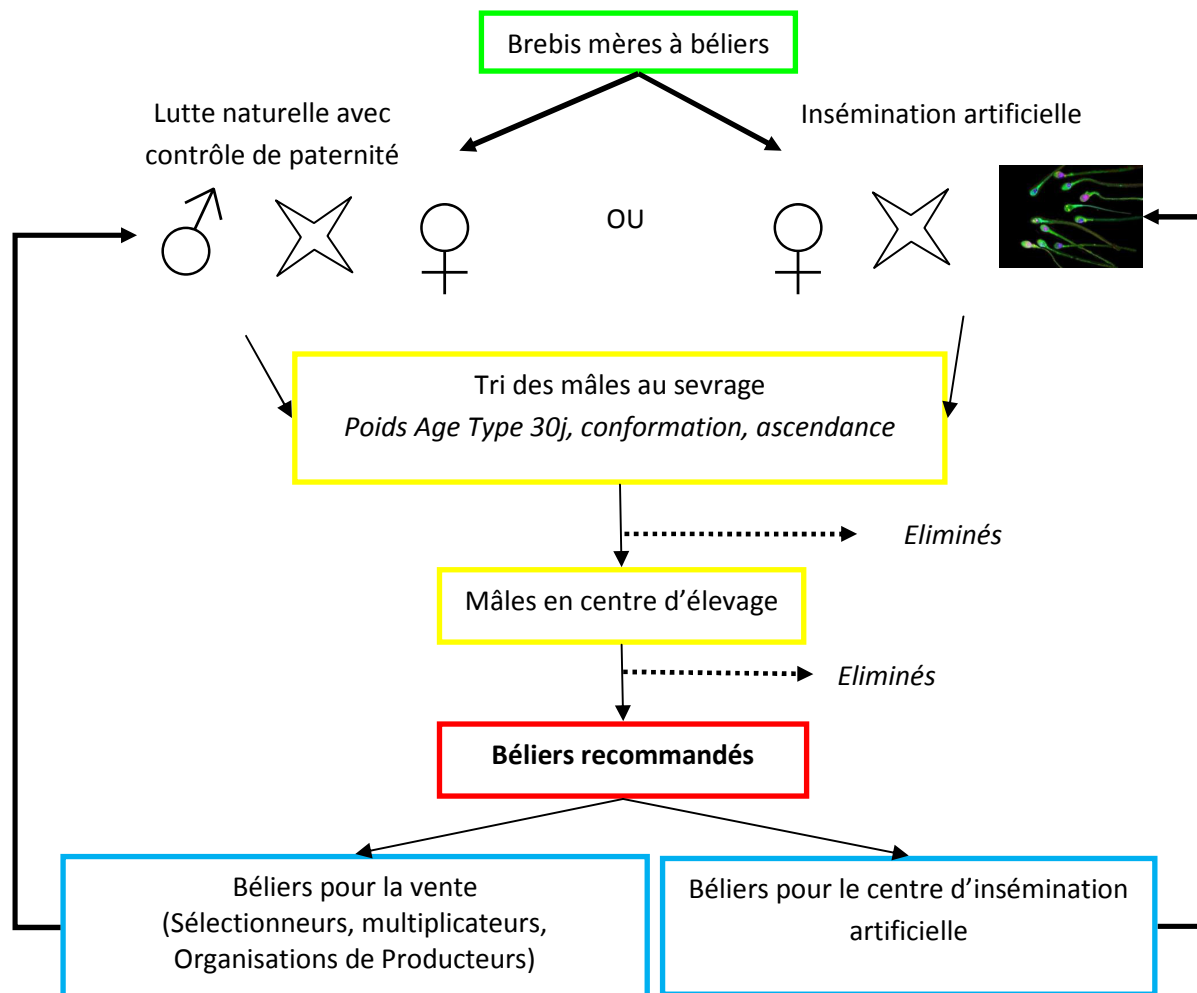 Brebis mères à béliers
Lutte naturelle avec
contrôle de paternité
Insémination artificielle
OU
Tri des mâles au sevrage
Poids Age Type 30j, conformation, ascendance
Eliminés
Mâles en centre d’élevage
Eliminés
Béliers recommandés
Béliers pour la vente
(Sélectionneurs, multiplicateurs,
Organisations de Producteurs)
Béliers pour le centre d’insémination
artificielle